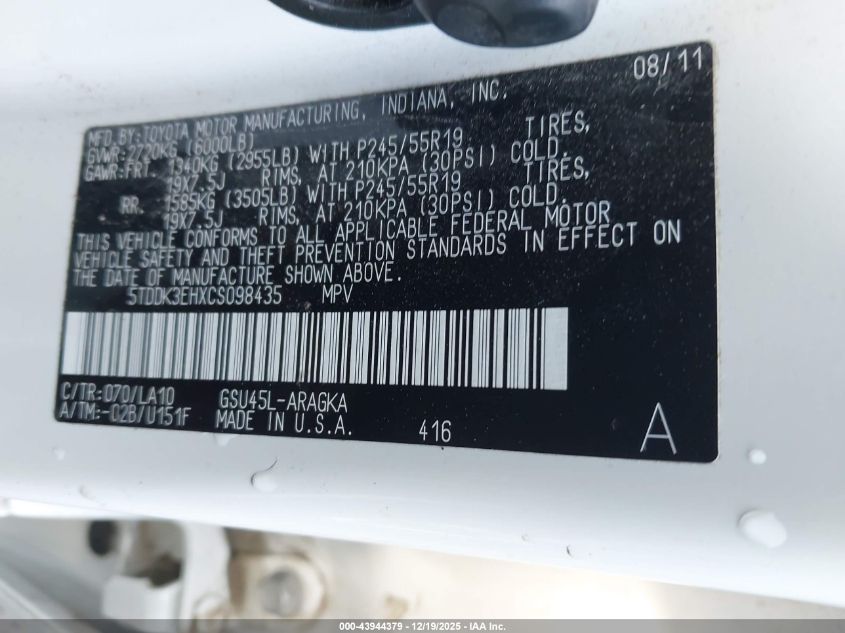 08/11
MFD.BY:TOYOTA MOTOR MANUFACTURING, INDIANA, INC.
GVWR:2720KG (6000LB)
GAWR:FRT. 1340KG (2955LB) WITH P245/55R19 TIRES,
19X7.5J RIMS, AT 210KPA (30PSI) COLD.
RR. 1585KG (3505LB) WITH P245/55R19 TIRES,
19X7.5J RIMS, AT 210KPA (30PSI) COLD.
THIS VEHICLE CONFORMS TO ALL APPLICABLE FEDERAL MOTOR
VEHICLE SAFETY AND THEFT PREVENTION STANDARDS IN EFFECT ON
THE DATE OF MANUFACTURE SHOWN ABOVE.
5TDDK3EHXCS098435 MPV
C/TR:070/LA10 GSU45L-ARAGKA
A/TM:-02B/U151F MADE IN U.S.A. 416 A
000-43944379 - 12/19/2025 - IAA Inc.